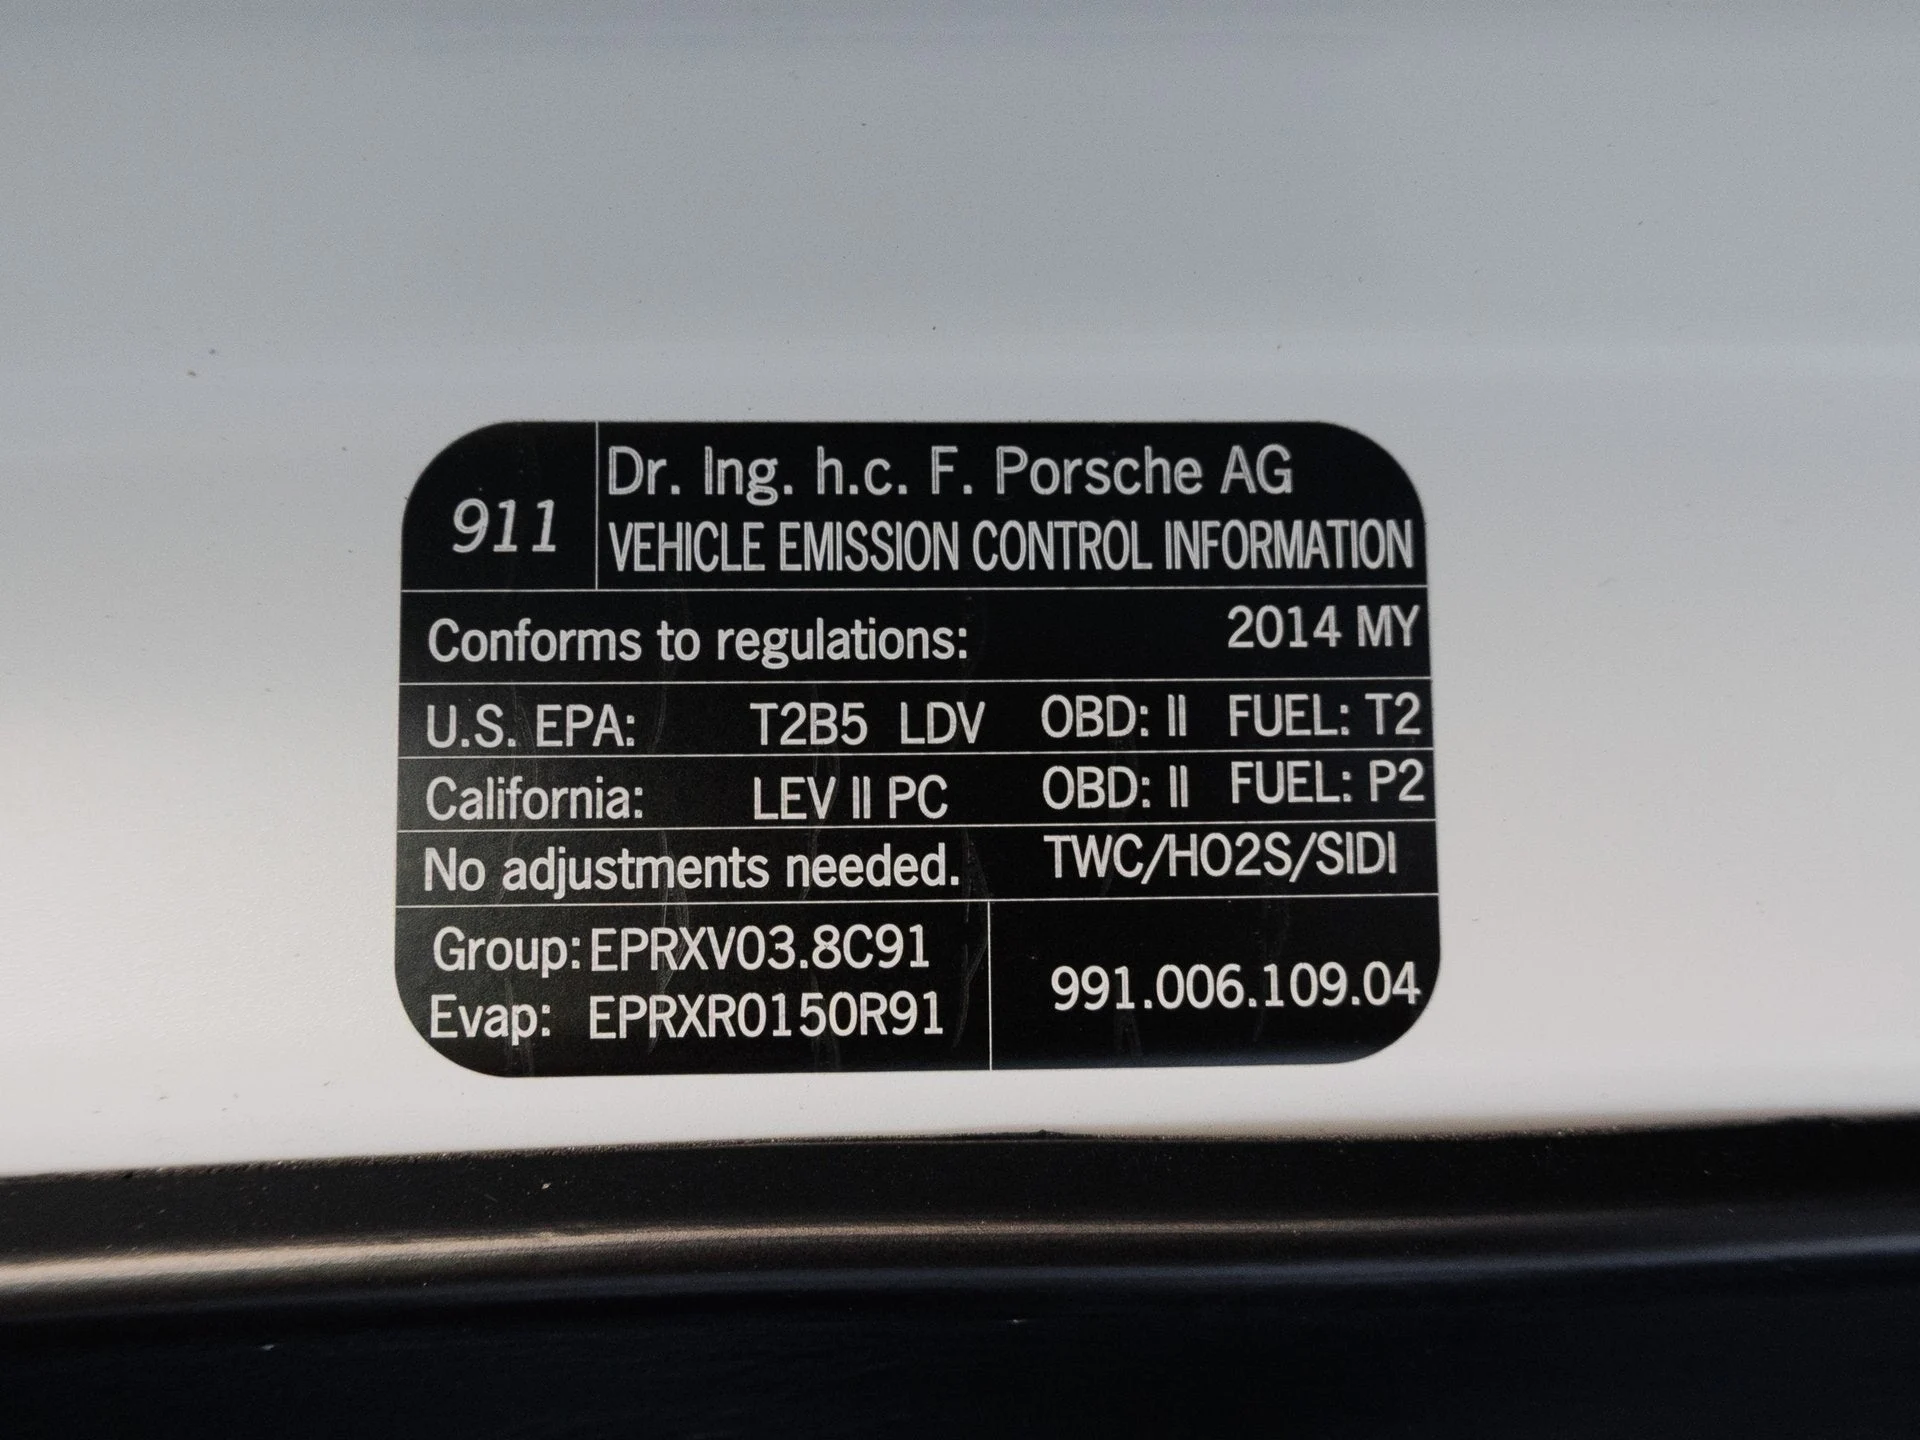 911
Dr. Ing. h.c. F. Porsche AG
VEHICLE EMISSION CONTROL INFORMATION
Conforms to regulations: 2014 MY
U.S. EPA: T2B5 LDV OBD: II FUEL: T2
California: LEV II PC OBD: II FUEL: P2
No adjustments needed. TWC/HO2S/SIDI
Group: EPRXV03.8C91
Evap: EPRXR0150R91
991.006.109.04